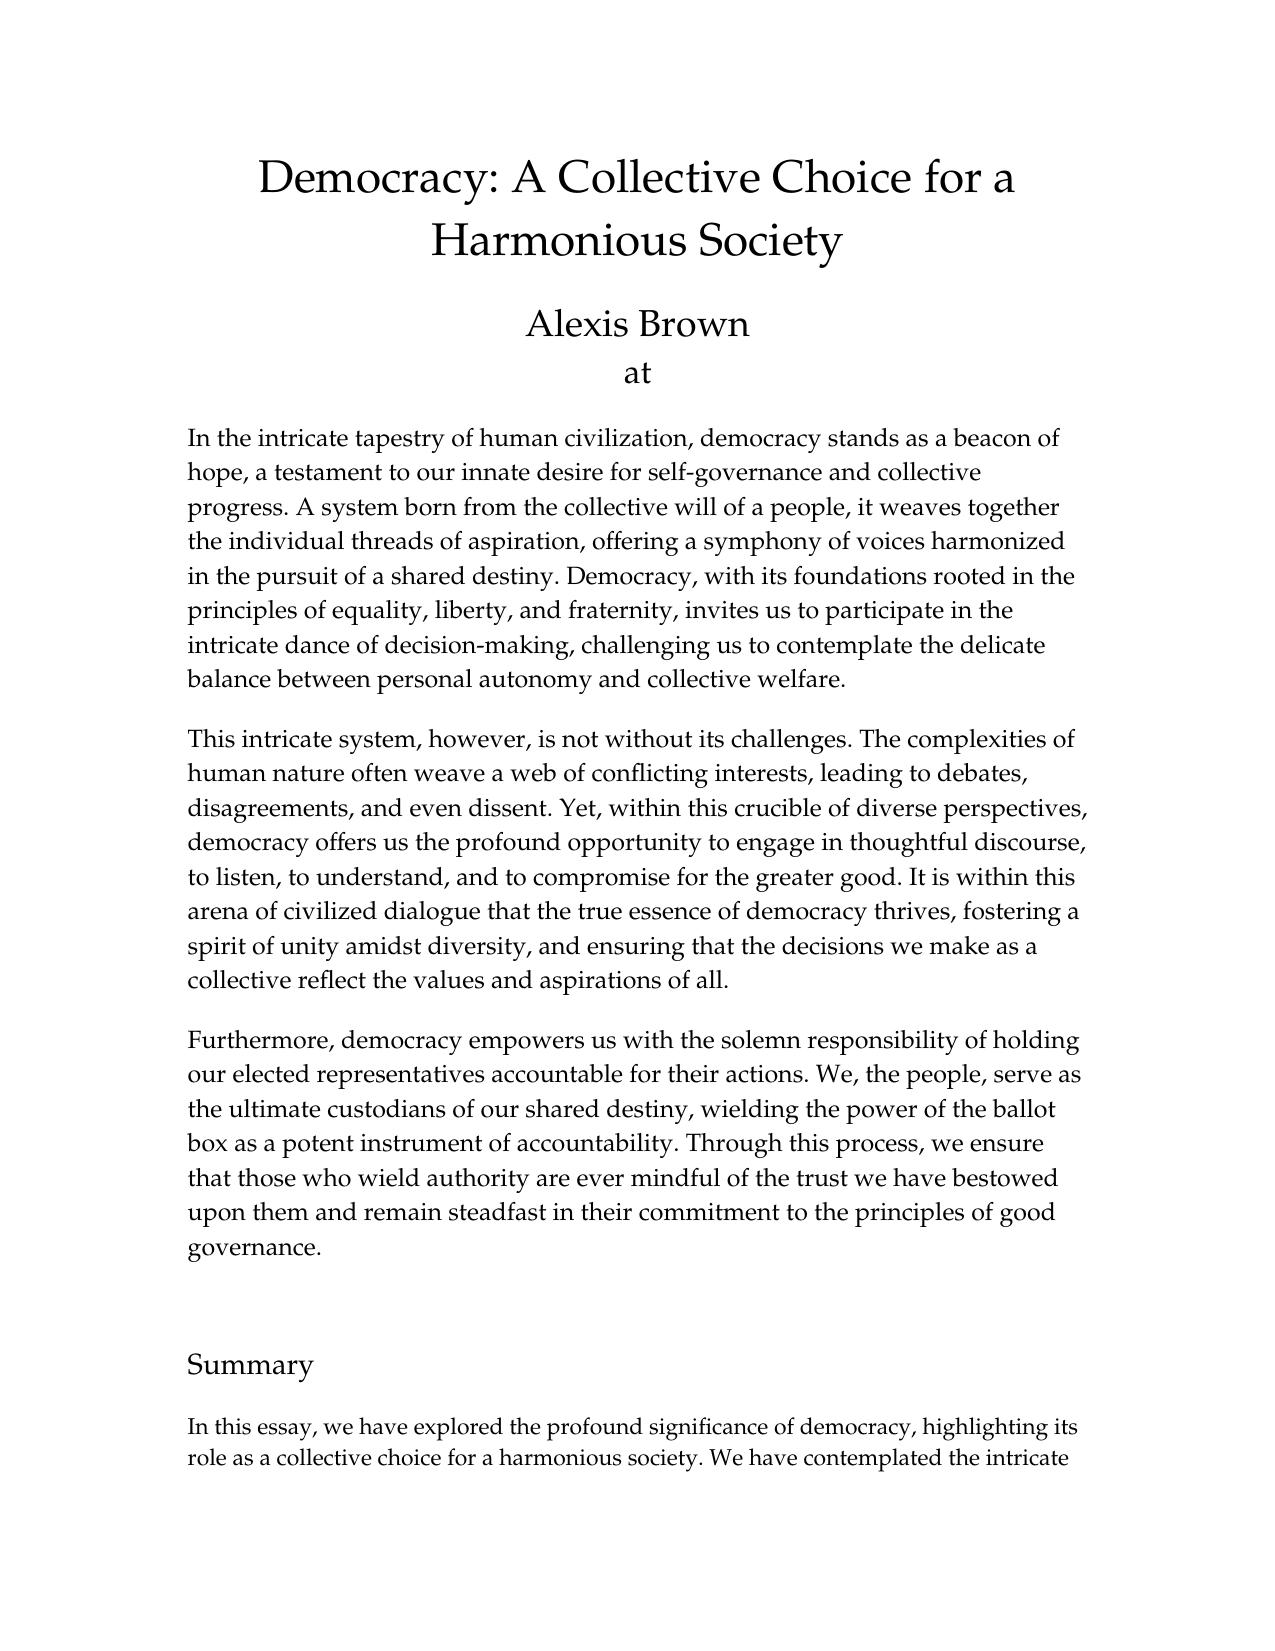 Democracy: A Collective Choice for a
Harmonious Society
Alexis Brown
at
In the intricate tapestry of human civilization, democracy stands as a beacon of
hope, a testament to our innate desire for self-governance and collective
progress. A system born from the collective will of a people, it weaves together
the individual threads of aspiration, offering a symphony of voices harmonized
in the pursuit of a shared destiny. Democracy, with its foundations rooted in the
principles of equality, liberty, and fraternity, invites us to participate in the
intricate dance of decision-making, challenging us to contemplate the delicate
balance between personal autonomy and collective welfare.
This intricate system, however, is not without its challenges. The complexities of
human nature often weave a web of conflicting interests, leading to debates,
disagreements, and even dissent. Yet, within this crucible of diverse perspectives,
democracy offers us the profound opportunity to engage in thoughtful discourse,
to listen, to understand, and to compromise for the greater good. It is within this
arena of civilized dialogue that the true essence of democracy thrives, fostering a
spirit of unity amidst diversity, and ensuring that the decisions we make as a
collective reflect the values and aspirations of all.
Furthermore, democracy empowers us with the solemn responsibility of holding
our elected representatives accountable for their actions. We, the people, serve as
the ultimate custodians of our shared destiny, wielding the power of the ballot
box as a potent instrument of accountability. Through this process, we ensure
that those who wield authority are ever mindful of the trust we have bestowed
upon them and remain steadfast in their commitment to the principles of good
governance.
Summary
In this essay, we have explored the profound significance of democracy, highlighting its
role as a collective choice for a harmonious society. We have contemplated the intricate